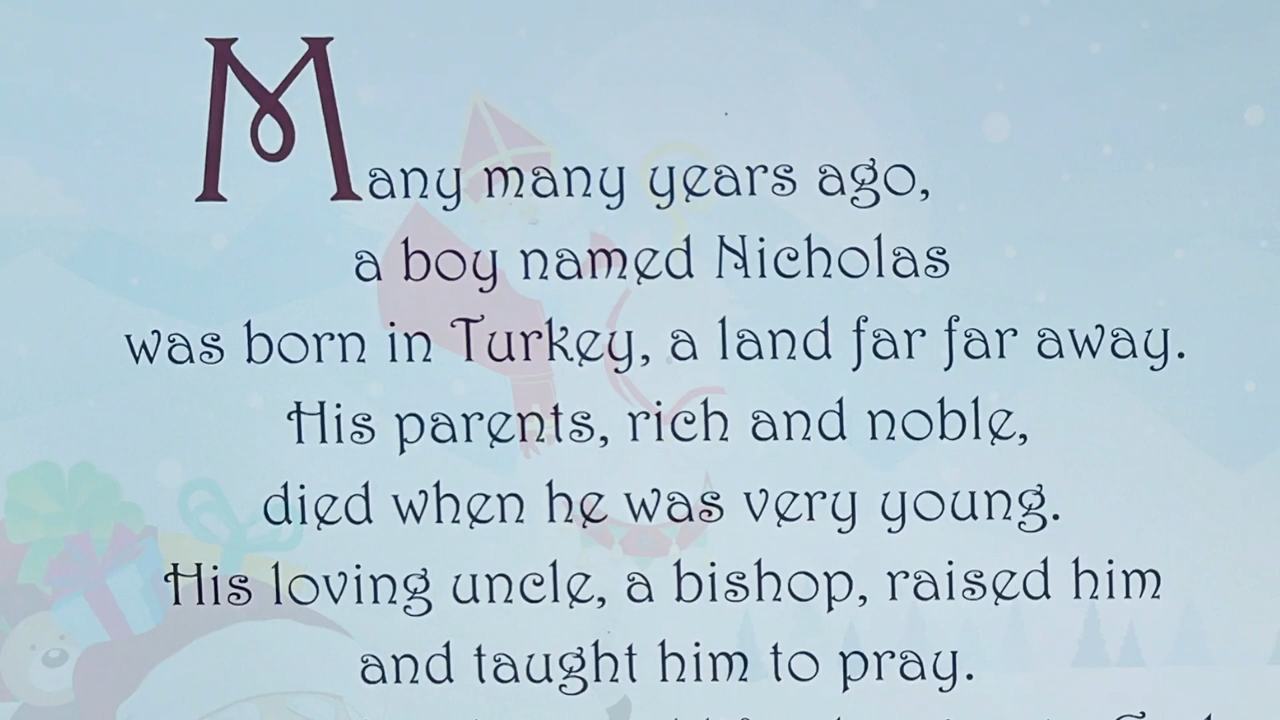 Many many years ago,
a boy named Nicholas
was born in Turkey, a land far far away.
His parents, rich and noble,
died when he was very young.
His loving uncle, a bishop, raised him
and taught him to pray.